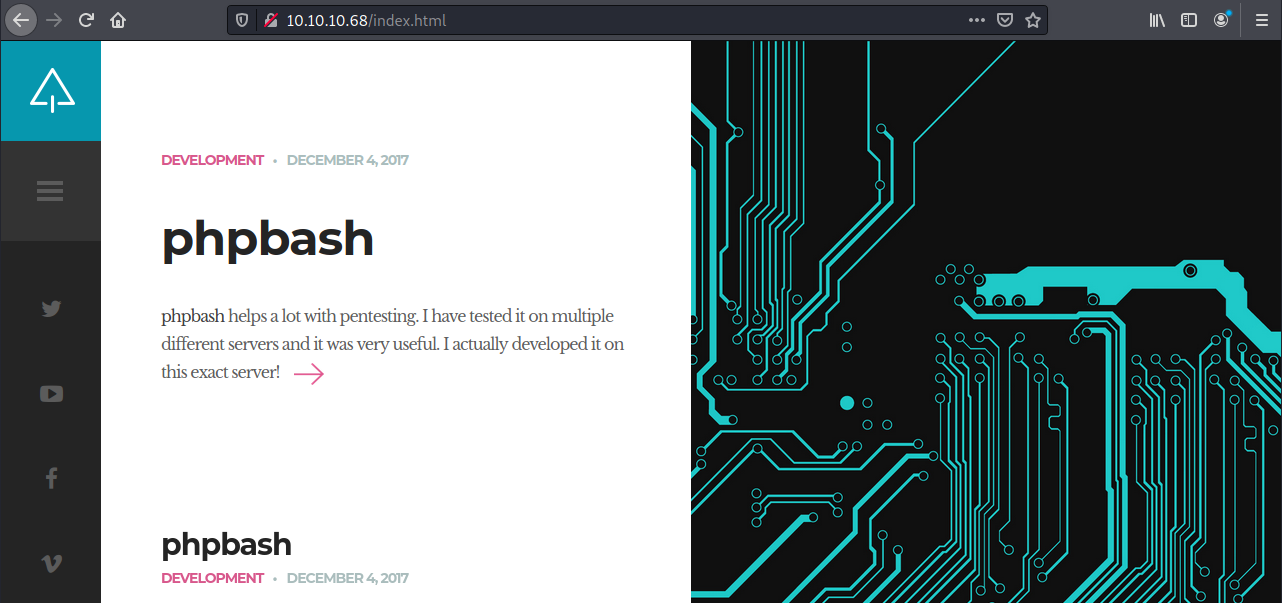 10.10.10.68/index.html
DEVELOPMENT • DECEMBER 4, 2017
phpbash
phpbash helps a lot with pentesting. I have tested it on multiple
different servers and it was very useful. I actually developed it on
this exact server!
phpbash
DEVELOPMENT • DECEMBER 4, 2017